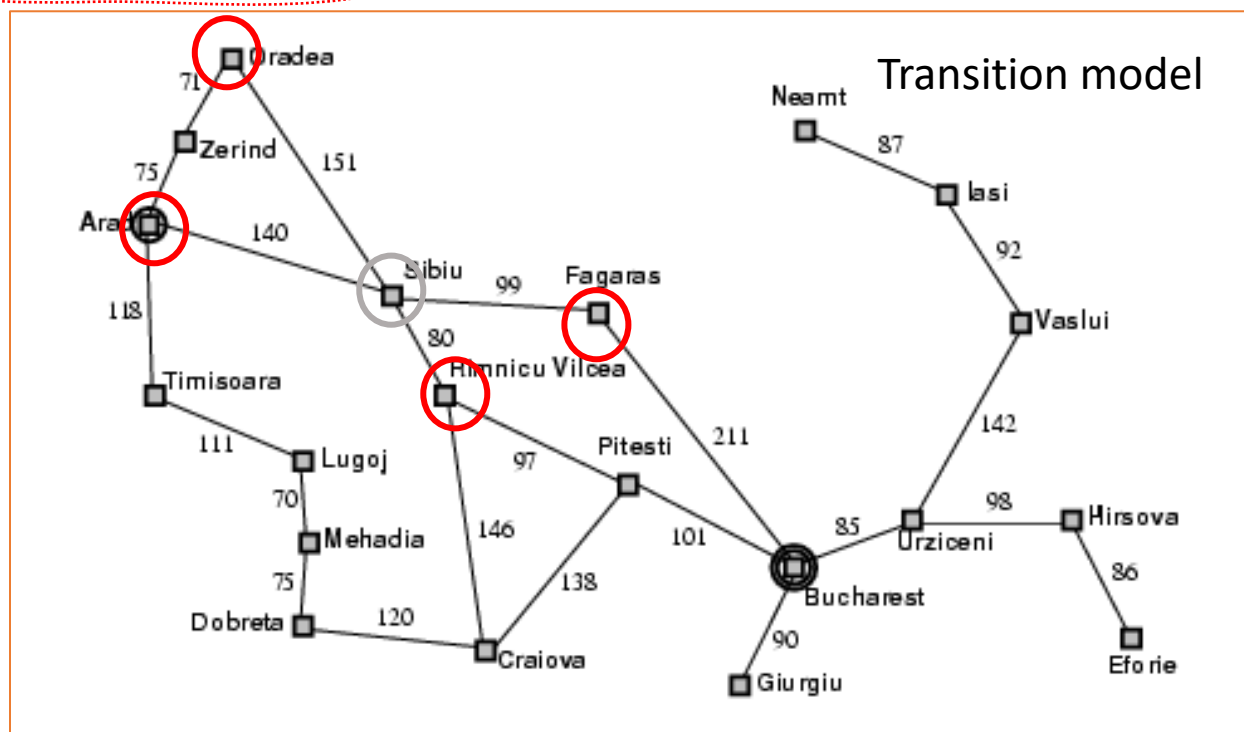 Transition model
Oradea
Neamt
71
87
Zerind
151
Iasi
75
Arad
140
92
Sibiu
Fagaras
99
118
Vaslui
80
Timisoara
Rimnicu Vilcea
142
111
211
Lugoj
97
Pitesti
70
98
Hirsova
146
85
Mehadia
101
Urziceni
75
138
86
Bucharest
Dobreta
120
90
Craiova
Eforie
Giurgiu